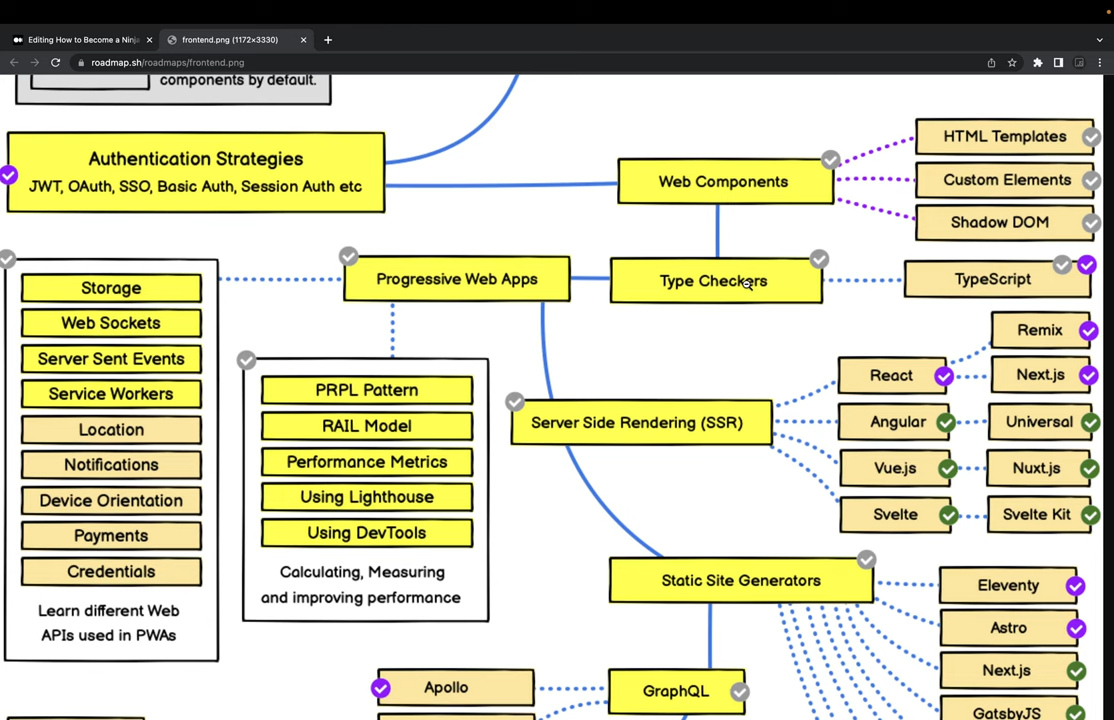 Editing How to Become a Ninja
frontend.png (1172×3330)
roadmap.sh/roadmaps/frontend.png
components by default.
Authentication Strategies
JWT, OAuth, SSO, Basic Auth, Session Auth etc
Web Components
HTML Templates
Custom Elements
Shadow DOM
Progressive Web Apps
Type Checkers
TypeScript
Storage
Web Sockets
Server Sent Events
Service Workers
Location
Notifications
Device Orientation
Payments
Credentials
Learn different Web
APIs used in PWAs
PRPL Pattern
RAIL Model
Performance Metrics
Using Lighthouse
Using DevTools
Calculating, Measuring
and improving performance
Server Side Rendering (SSR)
React
Remix
Next.js
Angular
Universal
Vue.js
Nuxt.js
Svelte
Svelte Kit
Static Site Generators
Eleventy
Astro
Next.js
GatsbyJS
Apollo
GraphQL